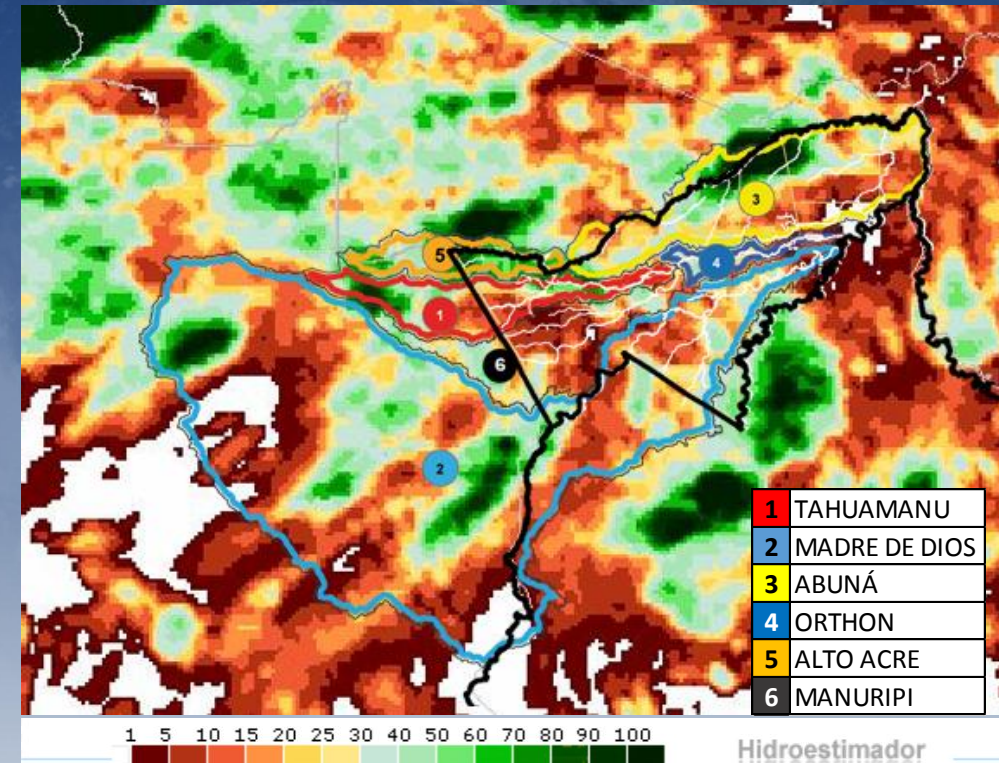 3
5
4
1
6
2
1 TAHUAMANU
2 MADRE DE DIOS
3 ABUNÁ
4 ORTHON
5 ALTO ACRE
6 MANURIPI
1 5 10 15 20 25 30 40 50 60 70 80 90 100
Hidroestimador